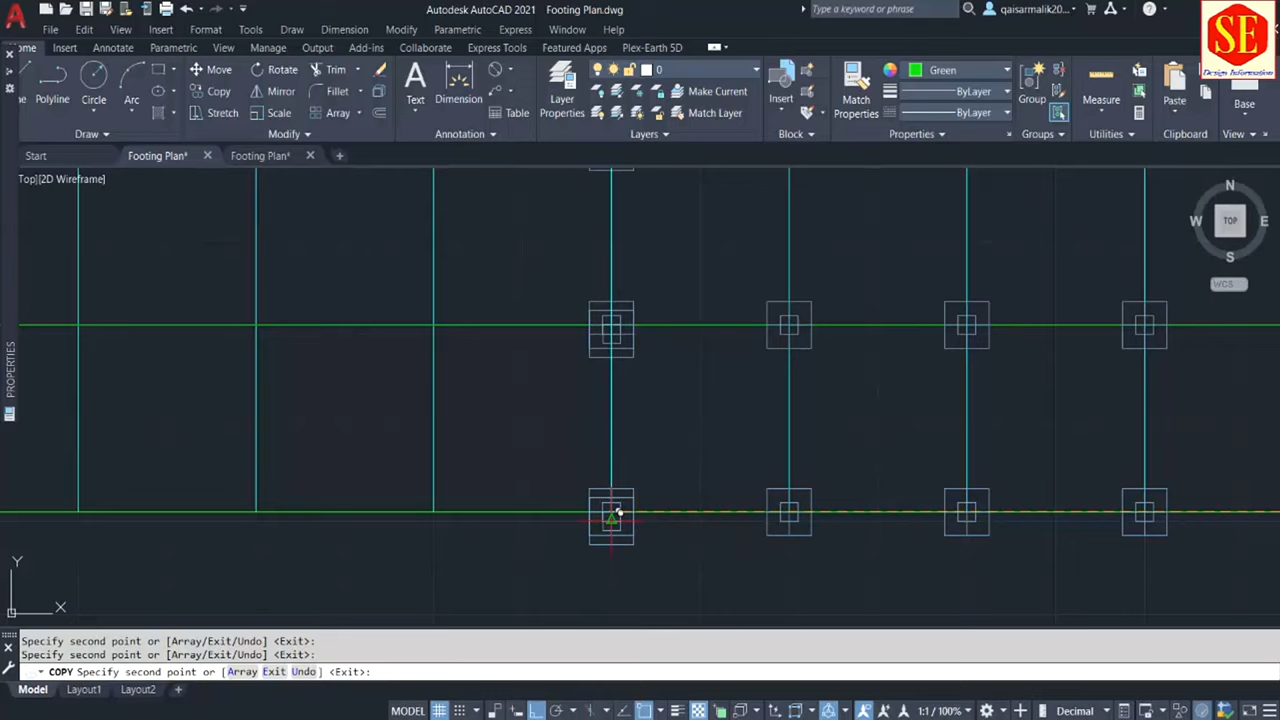 Autodesk AutoCAD 2021 Footing Plan.dwg
Type a keyword or phrase
qaisarmalik20...
SE
Design Information
File Edit View Insert Format Tools Draw Dimension Modify Parametric Express Window Help
Insert Annotate Parametric View Manage Output Add-ins Collaborate Express Tools Featured Apps Plex-Earth 5D
Polyline Circle Arc
Move Rotate Trim
Copy Mirror Fillet
Stretch Scale Array
Text Dimension Table
Layer Properties
0
Make Current
Match Layer
Insert
Match Properties
Green
ByLayer
ByLayer
Group
Measure
Paste
Base
Draw Modify Annotation Layers Block Properties Groups Utilities Clipboard View
Start Footing Plan* Footing Plan*
Top][2D Wireframe]
N
W TOP E
S
WCS
PROPERTIES
Y
X
Specify second point or [Array/Exit/Undo] <Exit>:
Specify second point or [Array/Exit/Undo] <Exit>:
COPY Specify second point or [Array Exit Undo] <Exit>:
Model Layout1 Layout2
MODEL 1:1 / 100% Decimal